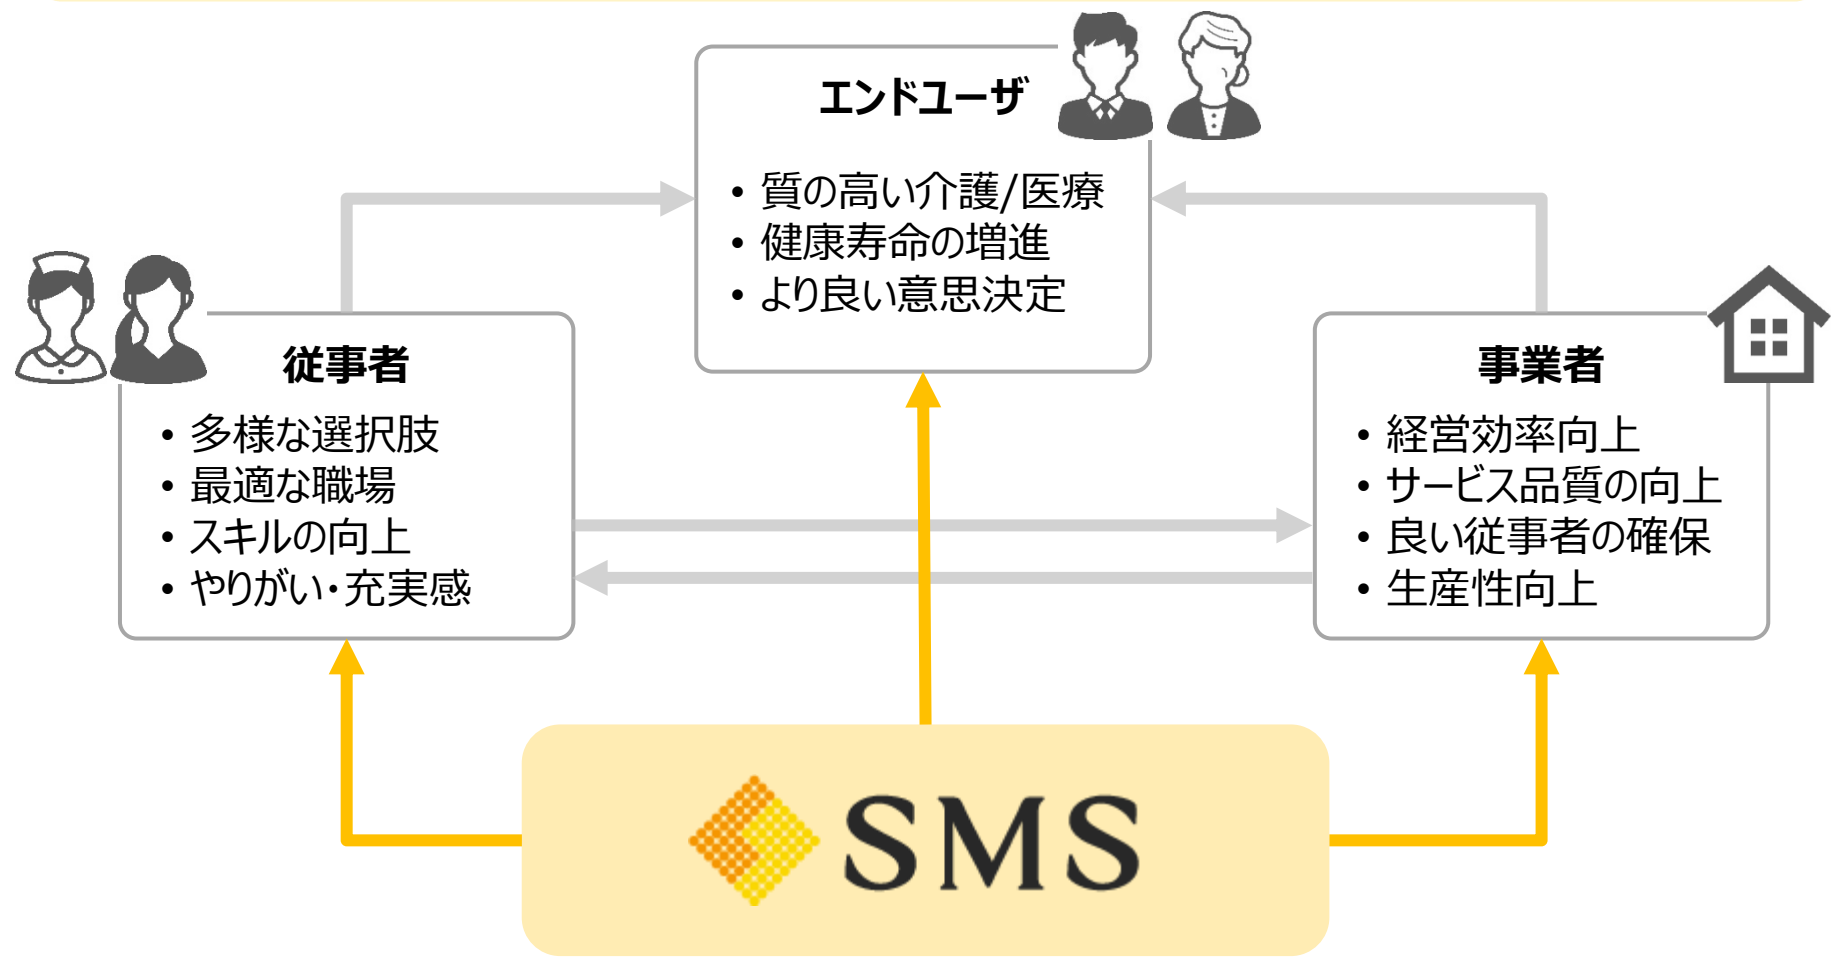 エンドユーザ
• 質の高い介護/医療
• 健康寿命の増進
• より良い意思決定
従事者
• 多様な選択肢
• 最適な職場
• スキルの向上
• やりがい・充実感
事業者
• 経営効率向上
• サービス品質の向上
• 良い従事者の確保
• 生産性向上
SMS